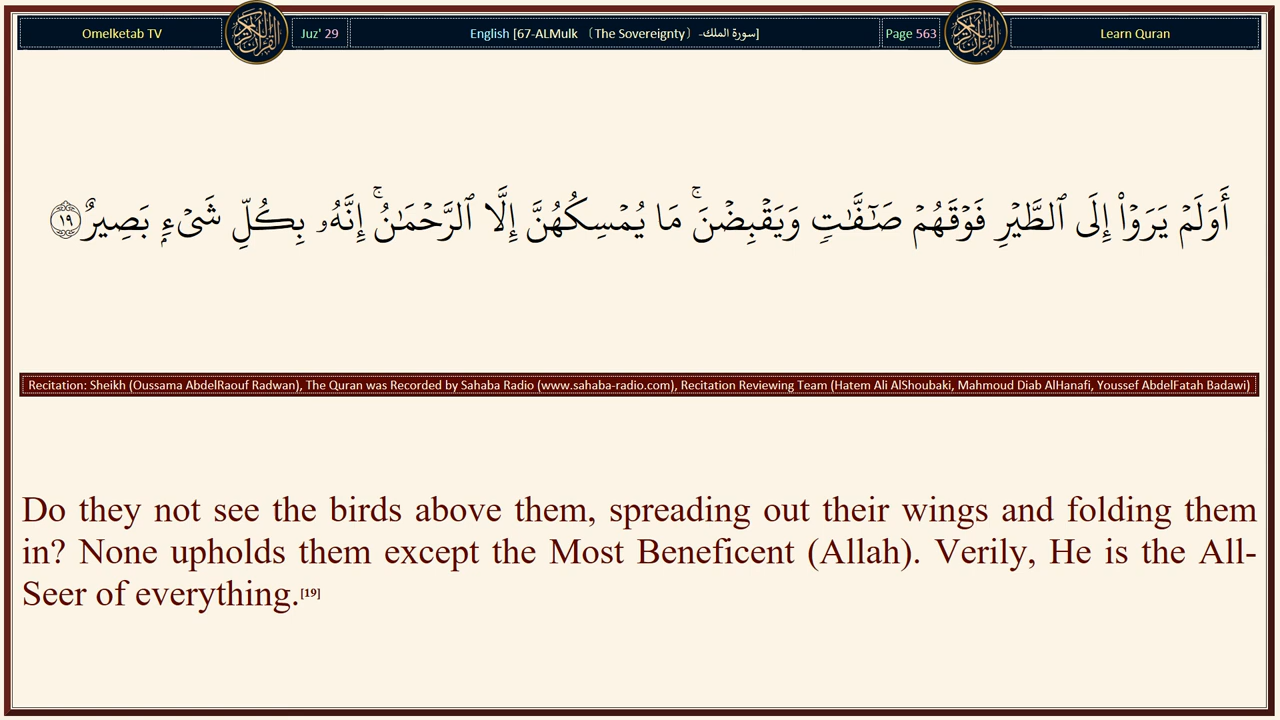 Omelketab TV
Juz' 29
English [67-ALMulk 〔The Sovereignty〕 -سورة الملك]
Page 563
Learn Quran
أَوَلَمْ يَرَوْا۟ إِلَى ٱلطَّيْرِ فَوْقَهُمْ صَـٰٓفَّـٰتٍ وَيَقْبِضْنَ ۚ مَا يُمْسِكُهُنَّ إِلَّا ٱلرَّحْمَـٰنُ ۚ إِنَّهُۥ بِكُلِّ شَىْءٍۭ بَصِيرٌ ١٩
Recitation: Sheikh (Oussama AbdelRaouf Radwan), The Quran was Recorded by Sahaba Radio (www.sahaba-radio.com), Recitation Reviewing Team (Hatem Ali AlShoubaki, Mahmoud Diab AlHanafi, Youssef AbdelFatah Badawi)
Do they not see the birds above them, spreading out their wings and folding them
in? None upholds them except the Most Beneficent (Allah). Verily, He is the All-
Seer of everything.[19]